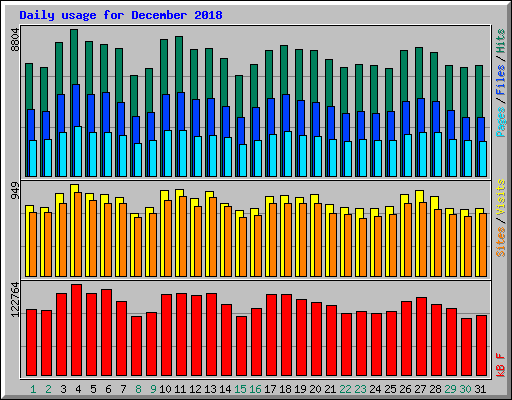 Daily usage for December 2018
8804
Pages / Files / Hits
949
Sites / Visits
122764
kB F
1 2 3 4 5 6 7 8 9 10 11 12 13 14 15 16 17 18 19 20 21 22 23 24 25 26 27 28 29 30 31